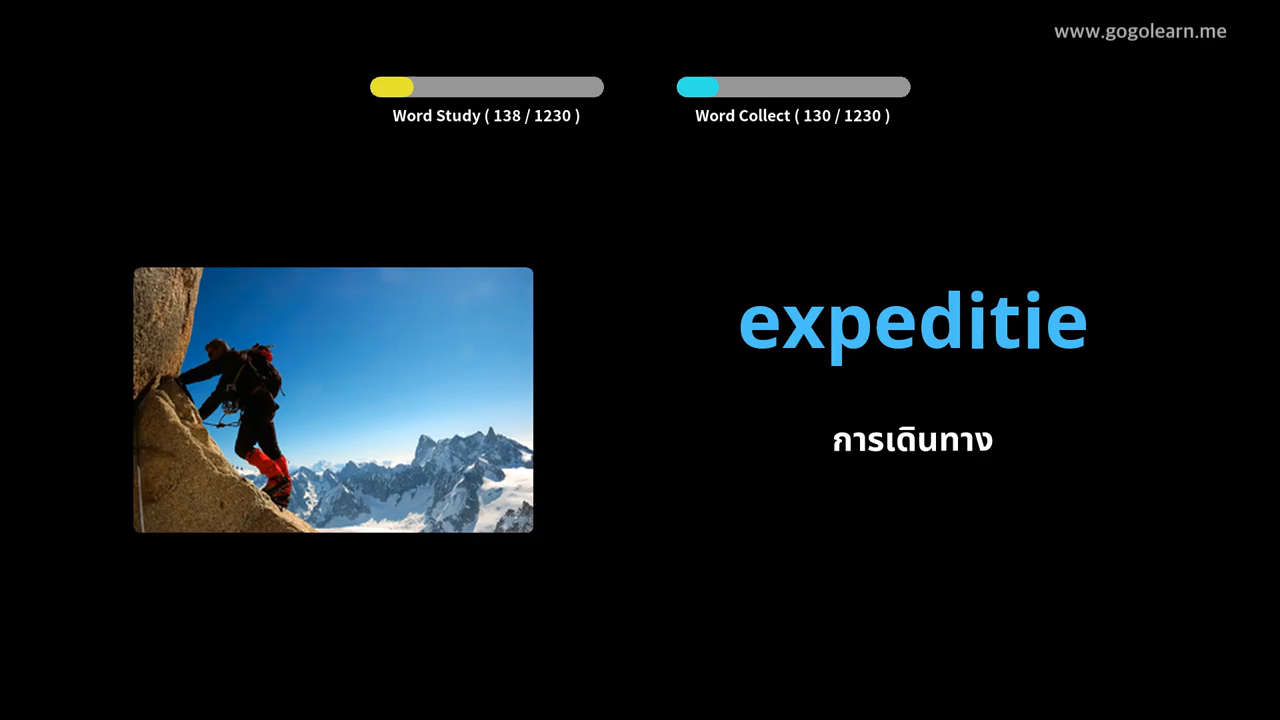 www.gogolearn.me
Word Study ( 138 / 1230 )
Word Collect ( 130 / 1230 )
expeditie
การเดินทาง